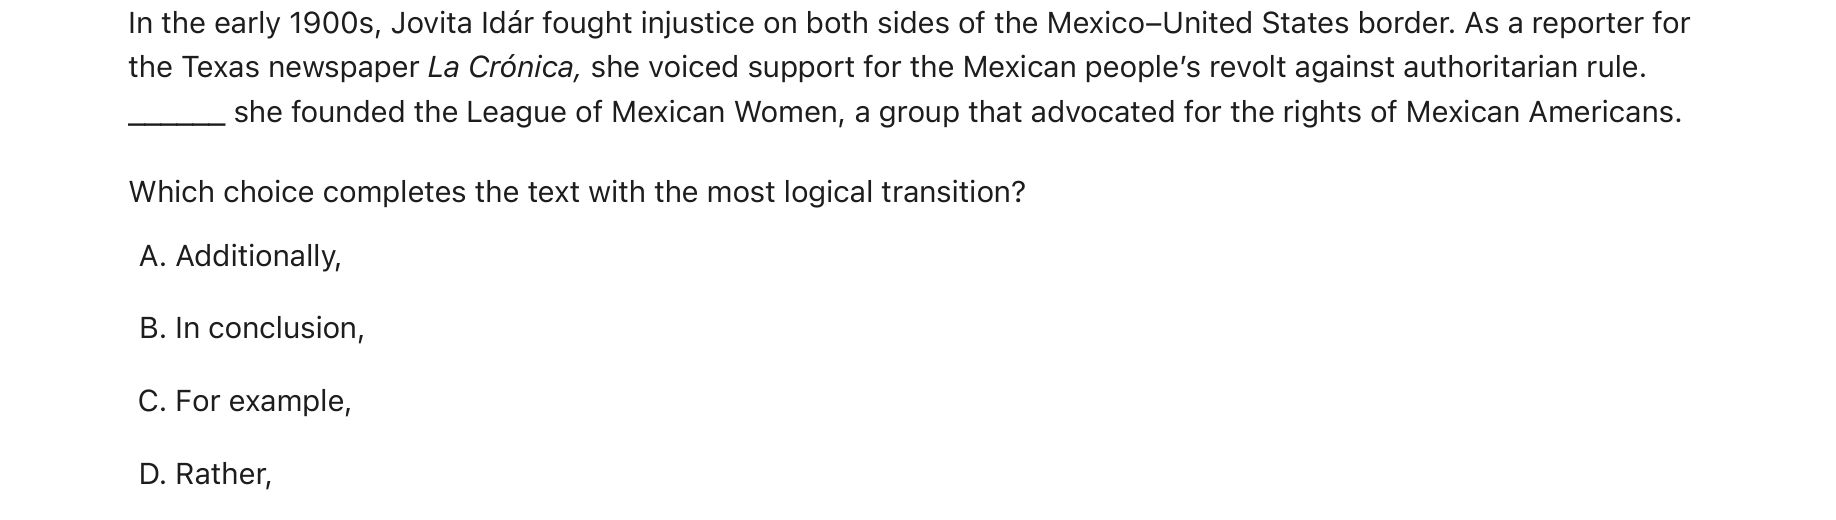 In the early 1900s, Jovita Idár fought injustice on both sides of the Mexico–United States border. As a reporter for
the Texas newspaper La Crónica, she voiced support for the Mexican people’s revolt against authoritarian rule.
______ she founded the League of Mexican Women, a group that advocated for the rights of Mexican Americans.
Which choice completes the text with the most logical transition?
A. Additionally,
B. In conclusion,
C. For example,
D. Rather,